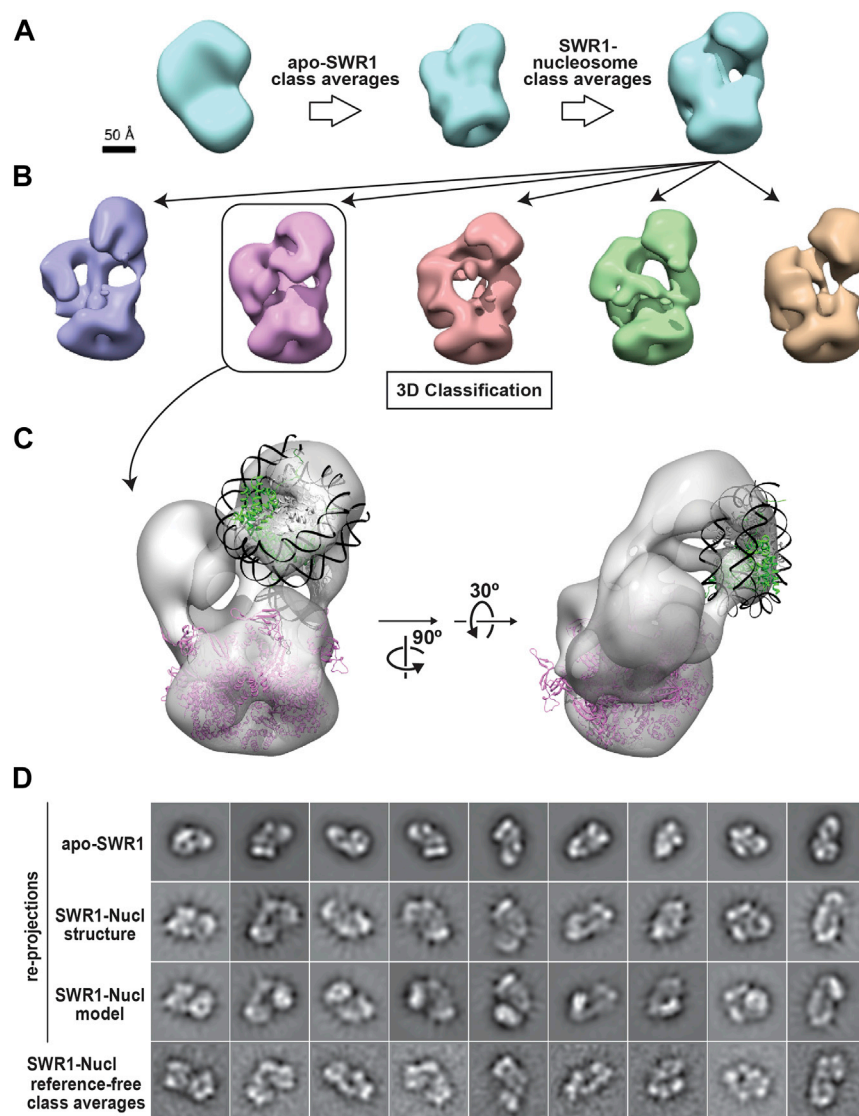 A
apo-SWR1
class averages
SWR1-
nucleosome
class averages
50 Å
B
3D Classification
C
90º
30º
D
re-projections
apo-SWR1
SWR1-Nucl
structure
SWR1-Nucl
model
SWR1-Nucl
reference-free
class averages